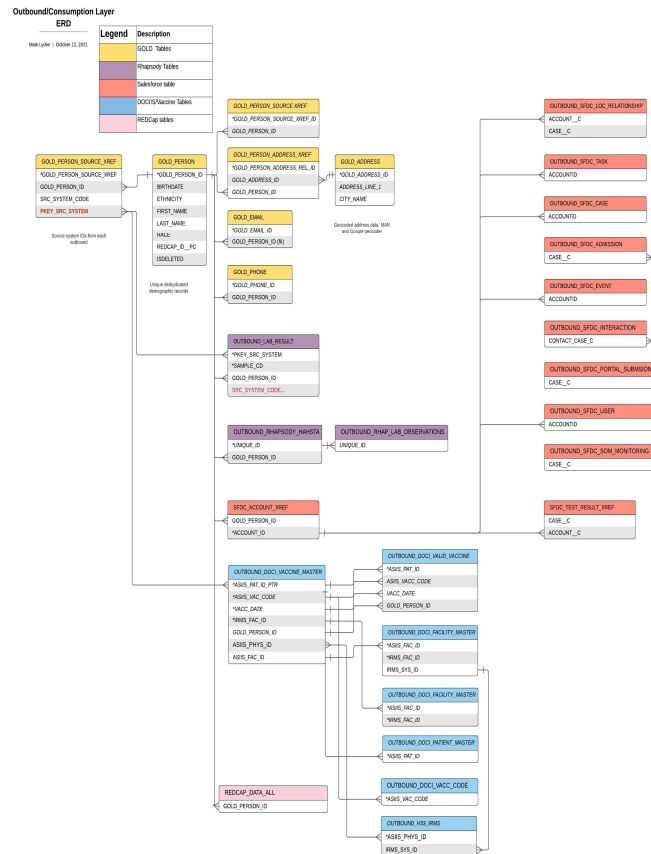 Outbound/Consumption Layer
ERD
Mark Lyden | October 12, 2021
Legend
Description
GOLD Tables
Rhapsody Tables
Salesforce table
DOCIIS/Vaccine Tables
REDCap tables
GOLD_PERSON_SOURCE_XREF
*GOLD_PERSON_SOURCE_XREF
GOLD_PERSON_ID
SRC_SYSTEM_CODE
PKEY_SRC_SYSTEM
Source system IDs from each
outbound
GOLD_PERSON
*GOLD_PERSON_ID
BIRTHDATE
ETHNICITY
FIRST_NAME
LAST_NAME
RACE
REDCAP_ID__PC
ISDELETED
Unique deduplicated
demographic records
GOLD_PERSON_SOURCE XREF
*GOLD_PERSON_SOURCE_XREF_ID
GOLD_PERSON_ID
GOLD_PERSON_ADDRESS_XREF
*GOLD_PERSON_ADDRESS_REL_ID
GOLD_ADDRESS_ID
GOLD_PERSON_ID
GOLD_ADDRESS
*GOLD_ADDRESS_ID
ADDRESS_LINE_1
CITY_NAME
Geocoded address data, MAR
and Google geocoder
GOLD_EMAIL
*GOLD_EMAIL_ID
GOLD_PERSON_ID (fk)
GOLD_PHONE
*GOLD_PHONE_ID
GOLD_PERSON_ID
OUTBOUND_LAB_RESULT
*PKEY_SRC_SYSTEM
*SAMPLE_CD
GOLD_PERSON_ID
SRC_SYSTEM_CODE...
OUTBOUND_RHAPSODY_HAHSTA
*UNIQUE_ID
GOLD_PERSON_ID
OUTBOUND_RHAP_LAB_OBSERVATIONS
UNIQUE_ID
SFDC_ACCOUNT_XREF
GOLD_PERSON_ID
*ACCOUNT_ID
OUTBOUND_DOCI_VACCINE_MASTER
*ASIIS_PAT_ID_PTR
*ASIIS_VAC_CODE
*VACC_DATE
*IRMS_FAC_ID
GOLD_PERSON_ID
ASIIS_PHYS_ID
ASIIS_FAC_ID
REDCAP_DATA_ALL
GOLD_PERSON_ID
OUTBOUND_DOCI_VALID_VACCINE
*ASIIS_PAT_ID
ASIIS_VACC_CODE
VACC_DATE
GOLD_PERSON_ID
OUTBOUND_DOCI_FACILITY_MASTER
*ASIIS_FAC_ID
*IRMS_FAC_ID
IRMS_SYS_ID
OUTBOUND_DOCI_FACILITY_MASTER
*ASIIS_FAC_ID
*IRMS_FAC_ID
OUTBOUND_DOCI_PATIENT_MASTER
*ASIIS_PAT_ID
OUTBOUND_DOCI_VACC_CODE
*ASIIS_VAC_CODE
OUTBOUND_H33_IRMS
*ASIIS_PHYS_ID
IRMS_SYS_ID
OUTBOUND_SFDC_LOC_RELATIONSHIP
ACCOUNT__C
CASE__C
OUTBOUND_SFDC_TASK
ACCOUNTID
OUTBOUND_SFDC_CASE
ACCOUNTID
OUTBOUND_SFDC_ADMISSION
CASE__C
OUTBOUND_SFDC_EVENT
ACCOUNTID
OUTBOUND_SFDC_INTERACTION
CONTACT_CASE_C
OUTBOUND_SFDC_PORTAL_SUBMSION
CASE__C
OUTBOUND_SFDC_USER
ACCOUNTID
OUTBOUND_SFDC_SOM_MONITORING
CASE__C
SFDC_TEST_RESULT_XREF
CASE__C
ACCOUNT__C